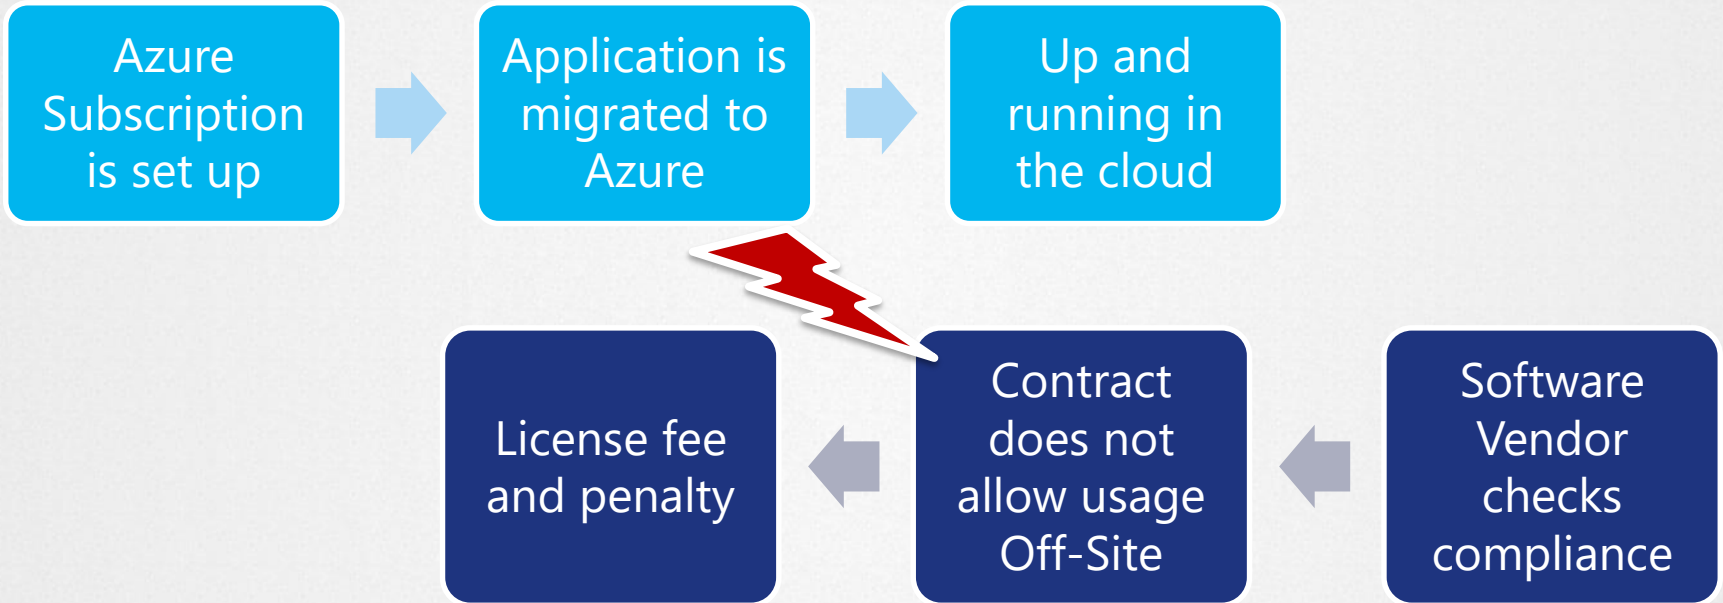 Azure
Subscription
is set up
Application is
migrated to
Azure
Up and
running in
the cloud
License fee
and penalty
Contract
does not
allow usage
Off-Site
Software
Vendor
checks
compliance